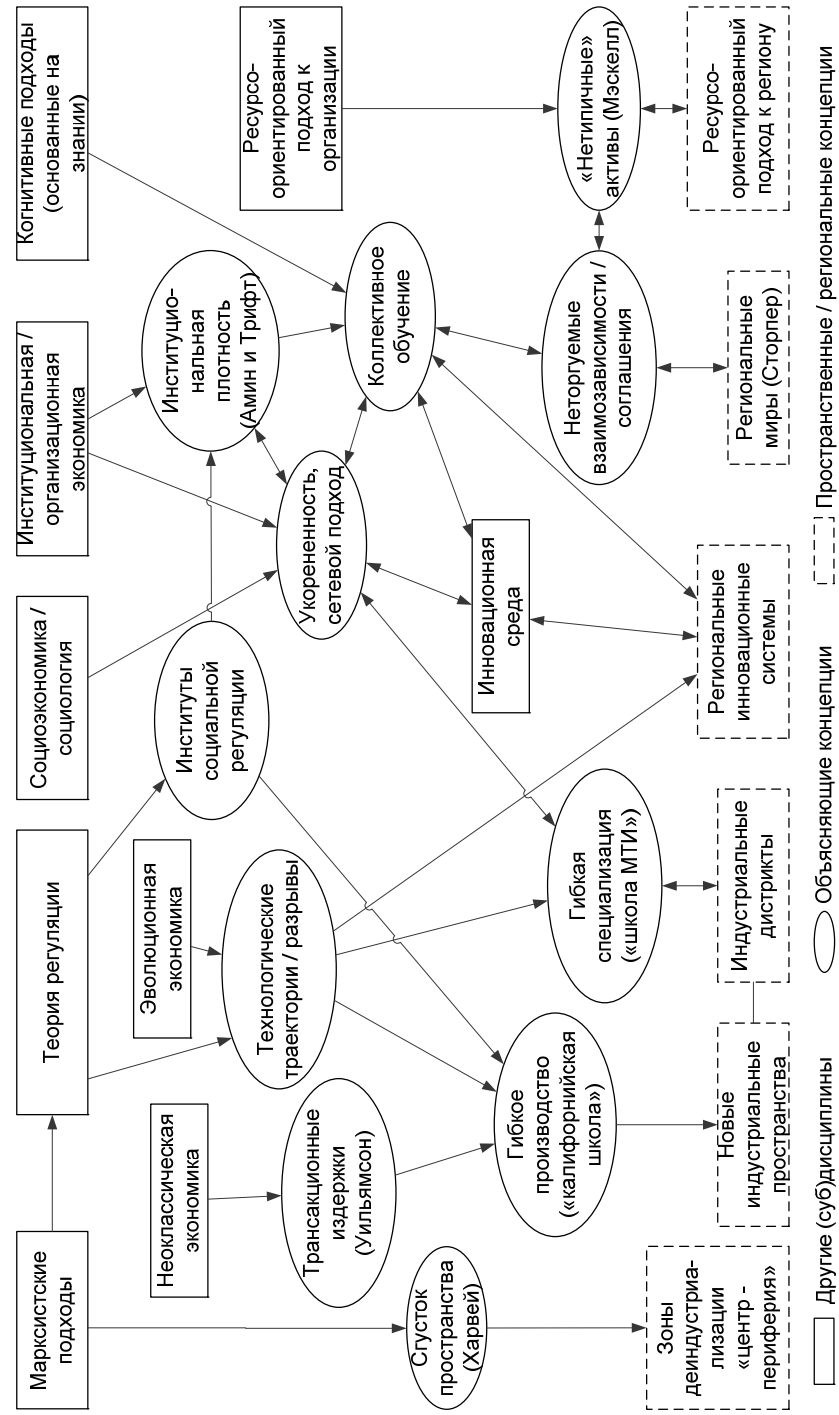 Марксистские
подходы
Теория регуляции
Социоэкономика /
социология
Институциональная /
организационная
экономика
Когнитивные подходы
(основанные на
знании)
Неоклассическая
экономика
Эволюционная
экономика
Институты
социальной
регуляции
Институцио-
нальная
плотность
(Амин и Трифт)
Ресурсо-
ориентированный
подход к
организации
Трансакционные
издержки
(Уильямсон)
Технологические
траектории / разрывы
Укорененность,
сетевой подход
Коллективное
обучение
Сгусток
пространства
(Харвей)
Гибкое
производство
(«калифорнийская
школа»)
Гибкая
специализация
(«школа МТИ»)
Инновационная
среда
Неторгуемые
взаимозависимости /
соглашения
«Нетипичные»
активы (Мэскелл)
Зоны
деиндустриа-
лизации
«центр -
периферия»
Новые
индустриальные
пространства
Индустриальные
дистрикты
Региональные
инновационные
системы
Региональные
миры (Сторпер)
Ресурсо-
ориентированный
подход к региону
Другие (суб)дисциплины
Объясняющие концепции
Пространственные / региональные концепции